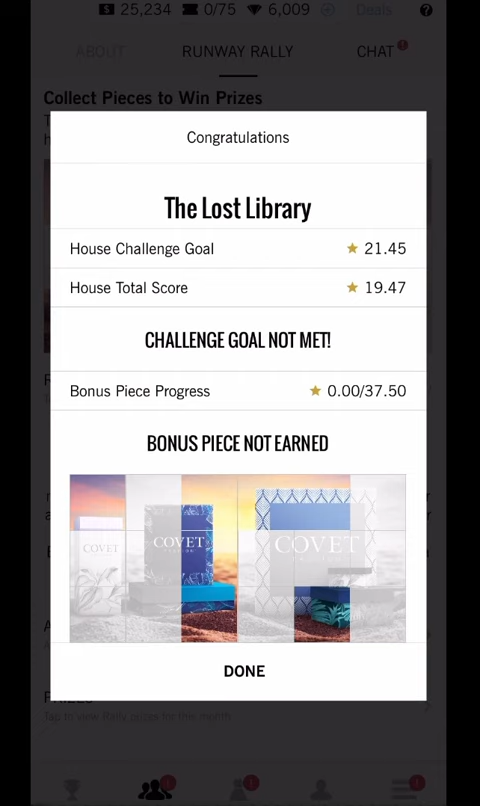 25,234 0/75 6,009 Deals ?
ABOUT RUNWAY RALLY CHAT !
Collect Pieces to Win Prizes
Congratulations
The Lost Library
House Challenge Goal ★ 21.45
House Total Score ★ 19.47
CHALLENGE GOAL NOT MET!
Bonus Piece Progress ★ 0.00/37.50
BONUS PIECE NOT EARNED
COVET COVET COVET
DONE
Tap to view Rally prizes for this month